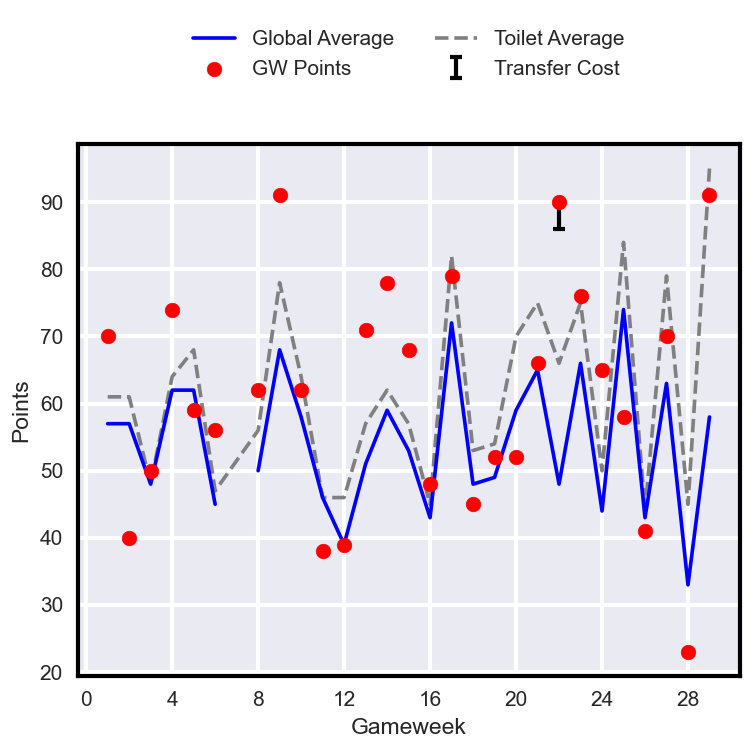 Global Average
Toilet Average
GW Points
Transfer Cost
90
80
70
60
50
40
30
20
Points
0 4 8 12 16 20 24 28
Gameweek